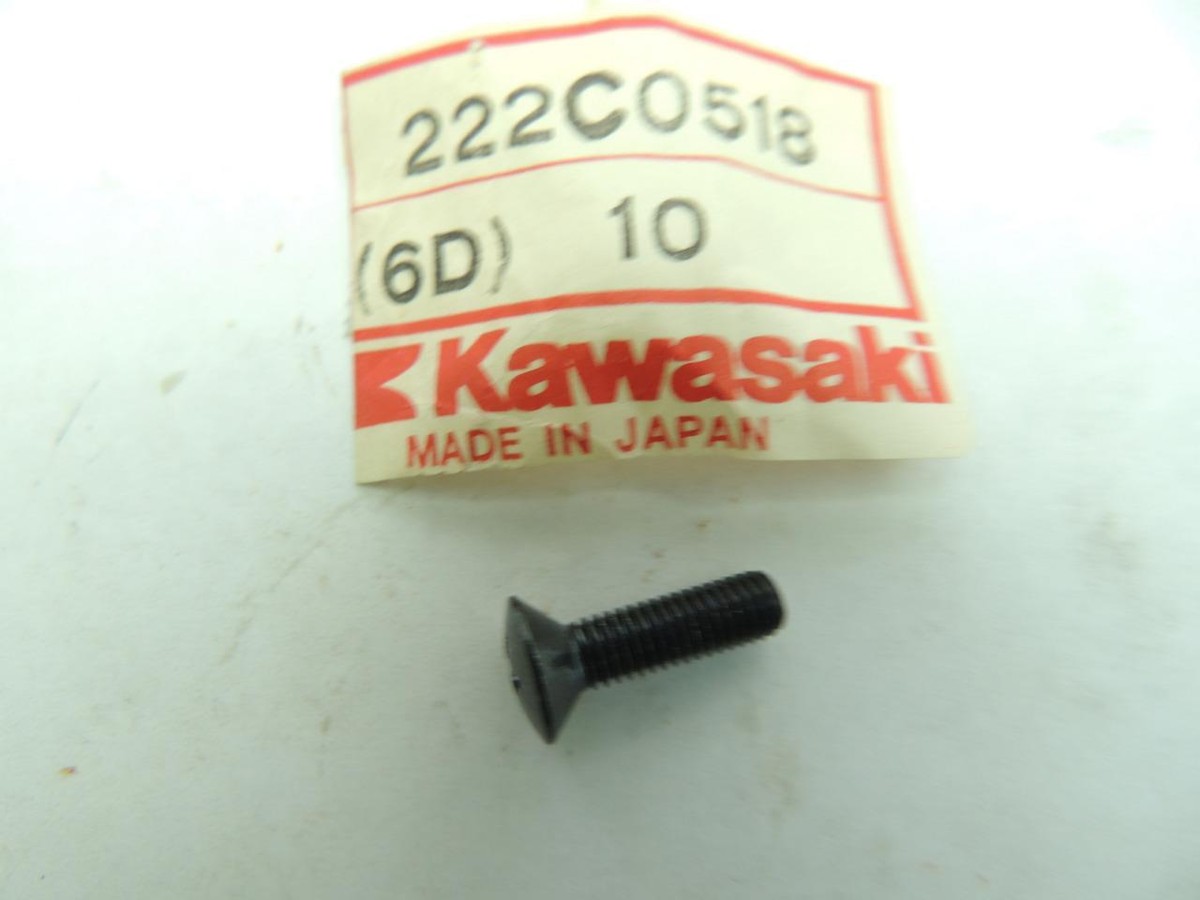 222C0518
(6D) 10
Kawasaki
MADE IN JAPAN